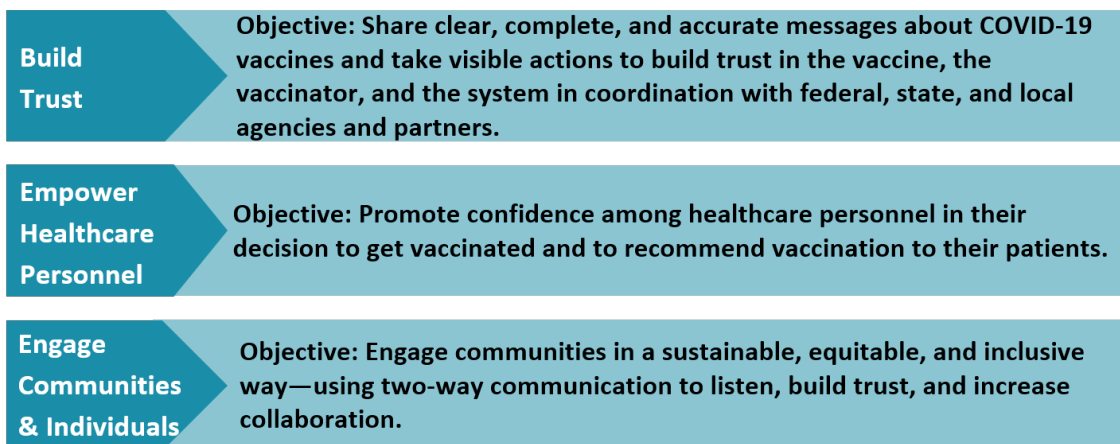 Build
Trust
Objective: Share clear, complete, and accurate messages about COVID-19
vaccines and take visible actions to build trust in the vaccine, the
vaccinator, and the system in coordination with federal, state, and local
agencies and partners.
Empower
Healthcare
Personnel
Objective: Promote confidence among healthcare personnel in their
decision to get vaccinated and to recommend vaccination to their patients.
Engage
Communities
& Individuals
Objective: Engage communities in a sustainable, equitable, and inclusive
way—using two-way communication to listen, build trust, and increase
collaboration.